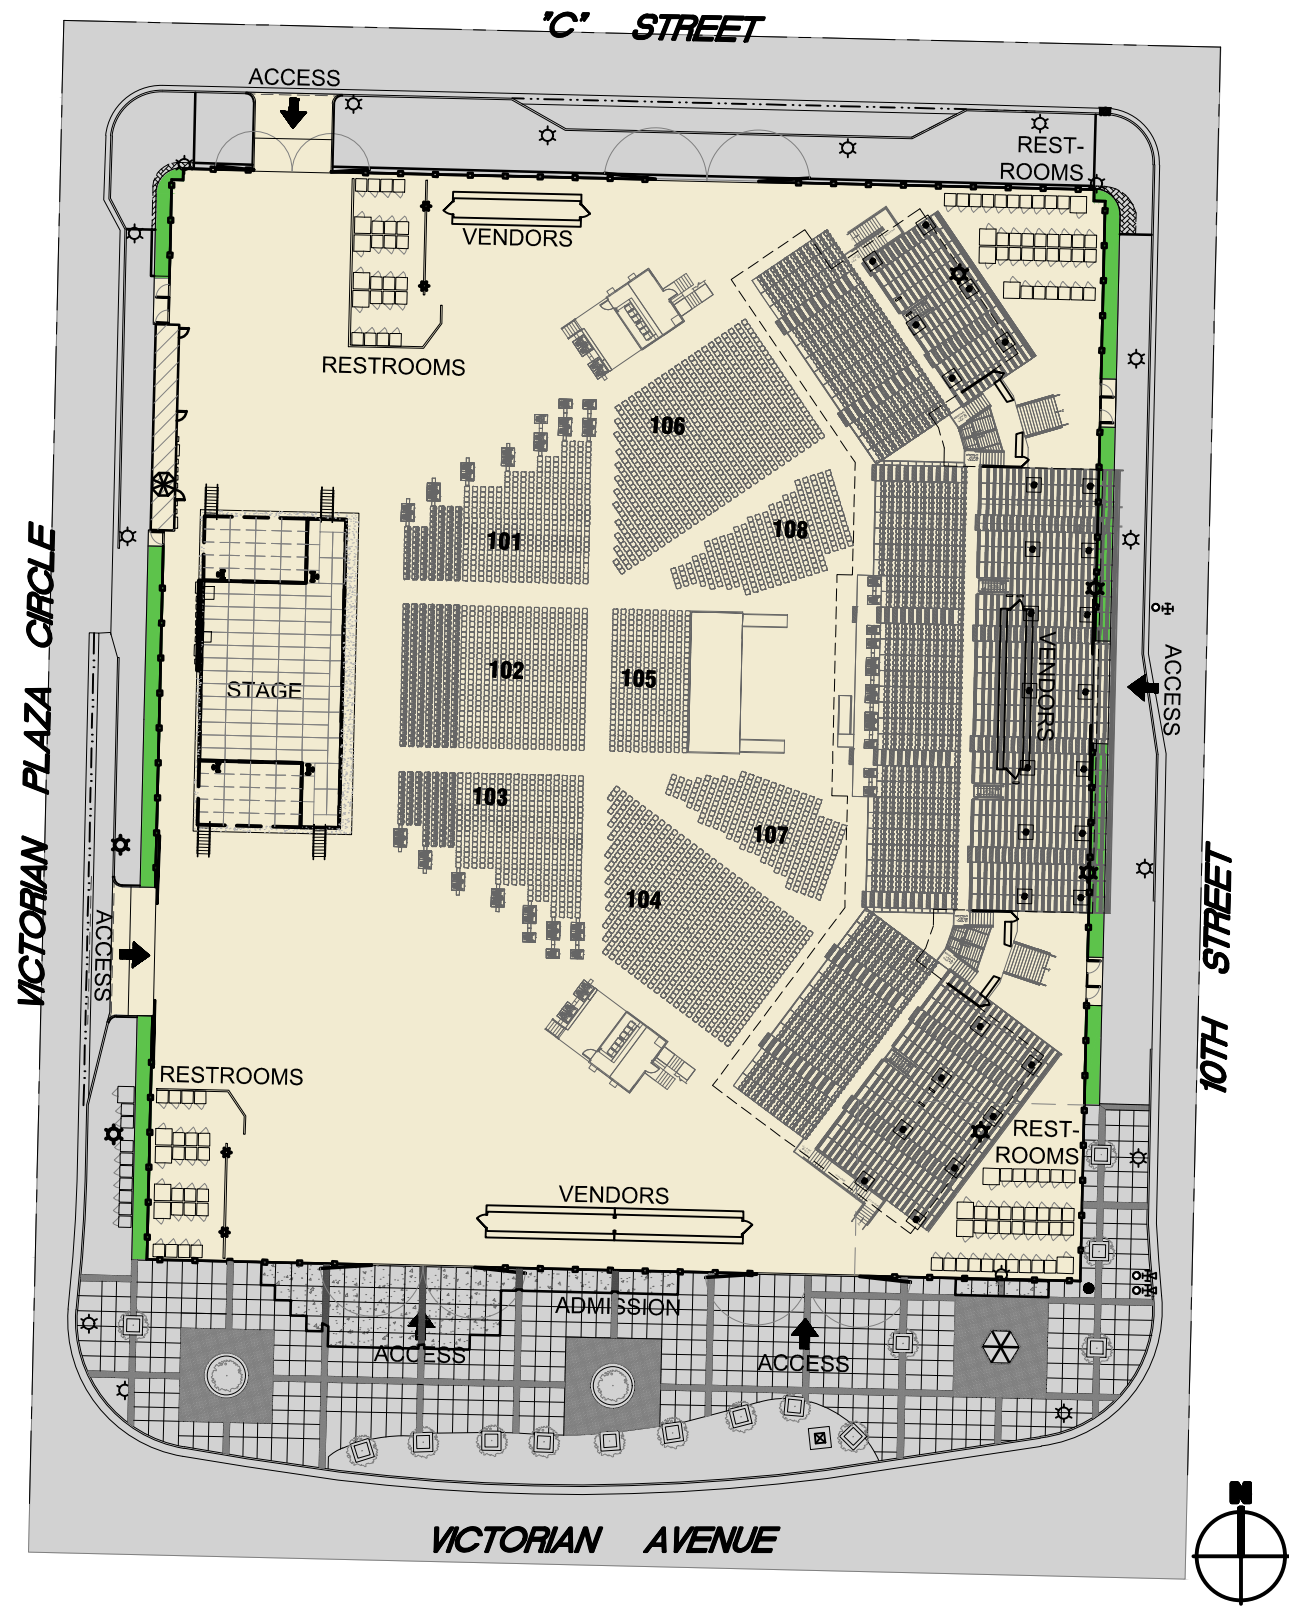 "C" STREET
ACCESS
REST-
ROOMS
VENDORS
RESTROOMS
106
108
101
102
105
STAGE
VENDORS
ACCESS
VICTORIAN PLAZA CIRCLE
103
107
104
10TH STREET
ACCESS
RESTROOMS
REST-
ROOMS
VENDORS
ADMISSION
ACCESS
ACCESS
VICTORIAN AVENUE
N